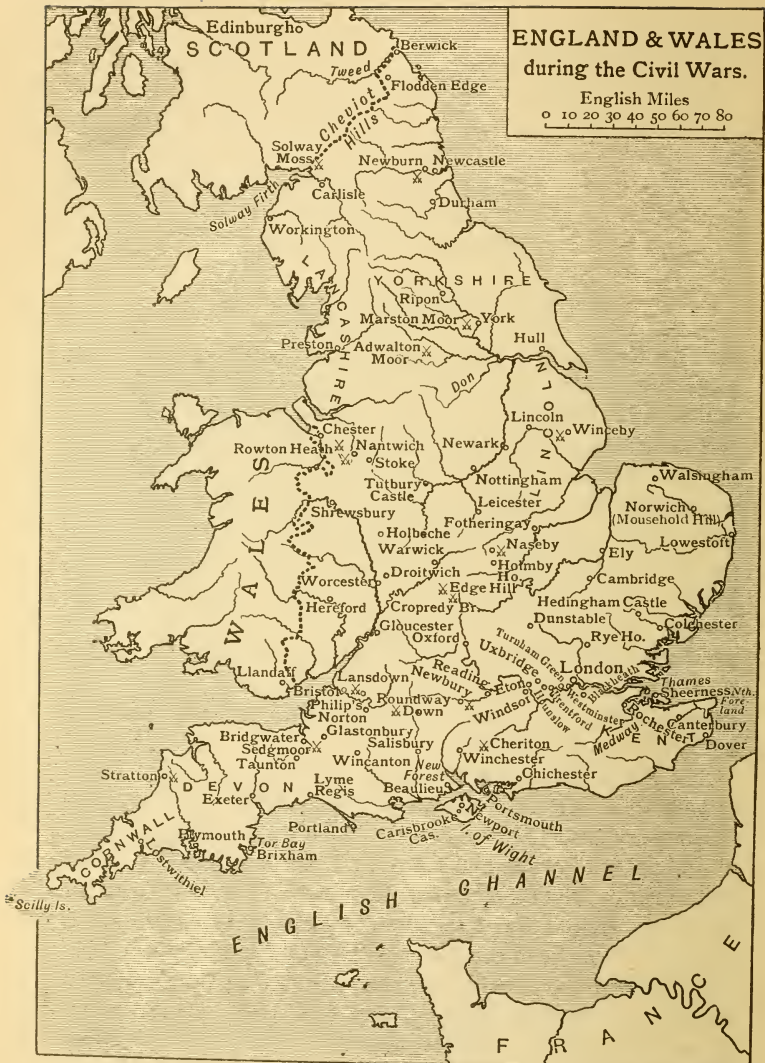 ENGLAND & WALES
during the Civil Wars.
English Miles
0 10 20 30 40 50 60 70 80
Edinburgh
SCOTLAND
Berwick
Tweed
Flodden Edge
Cheviot
Hills
Solway
Moss
Newburn
Newcastle
Carlisle
Solway Firth
Durham
Workington
LANCASHIRE
YORKSHIRE
Ripon
Marston Moor
York
Preston
Adwalton
Moor
Hull
Don
LINCOLN
Lincoln
Winceby
Chester
Rowton Heath
Nantwich
Newark
Stoke
WALES
Tutbury
Castle
Nottingham
Walsingham
Shrewsbury
Leicester
Norwich
(Mousehold Hill)
Fotheringay
Holbeche
Lowestoft
Warwick
Naseby
Ely
Holmby
Ho.
Droitwich
Worcester
Cambridge
Edge Hill
Hereford
Cropredy Br.
Hedingham Castle
Dunstable
Colchester
Gloucester
Oxford
Rye Ho.
Turnham Green
London
Uxbridge
Llandaff
Reading
Eton
Blackheath
Thames
Lansdown
Newbury
Westminster
Sheerness
Nth.
Foreland
Bristol
Roundway
Down
Windsor
Brentford
Hounslow
Rochester
Philip's
Norton
Canterbury
KENT
Medway
Dover
Bridgwater
Glastonbury
Sedgmoor
Salisbury
Cheriton
Taunton
Wincanton
Winchester
Stratton
New
Forest
Chichester
DEVON
Lyme
Regis
Beaulieu
Exeter
Portsmouth
Portland
Carisbrooke
Cas.
Newport
I. of Wight
CORNWALL
Plymouth
Tor Bay
Brixham
Lostwithiel
Scilly Is.
ENGLISH CHANNEL
FRANCE